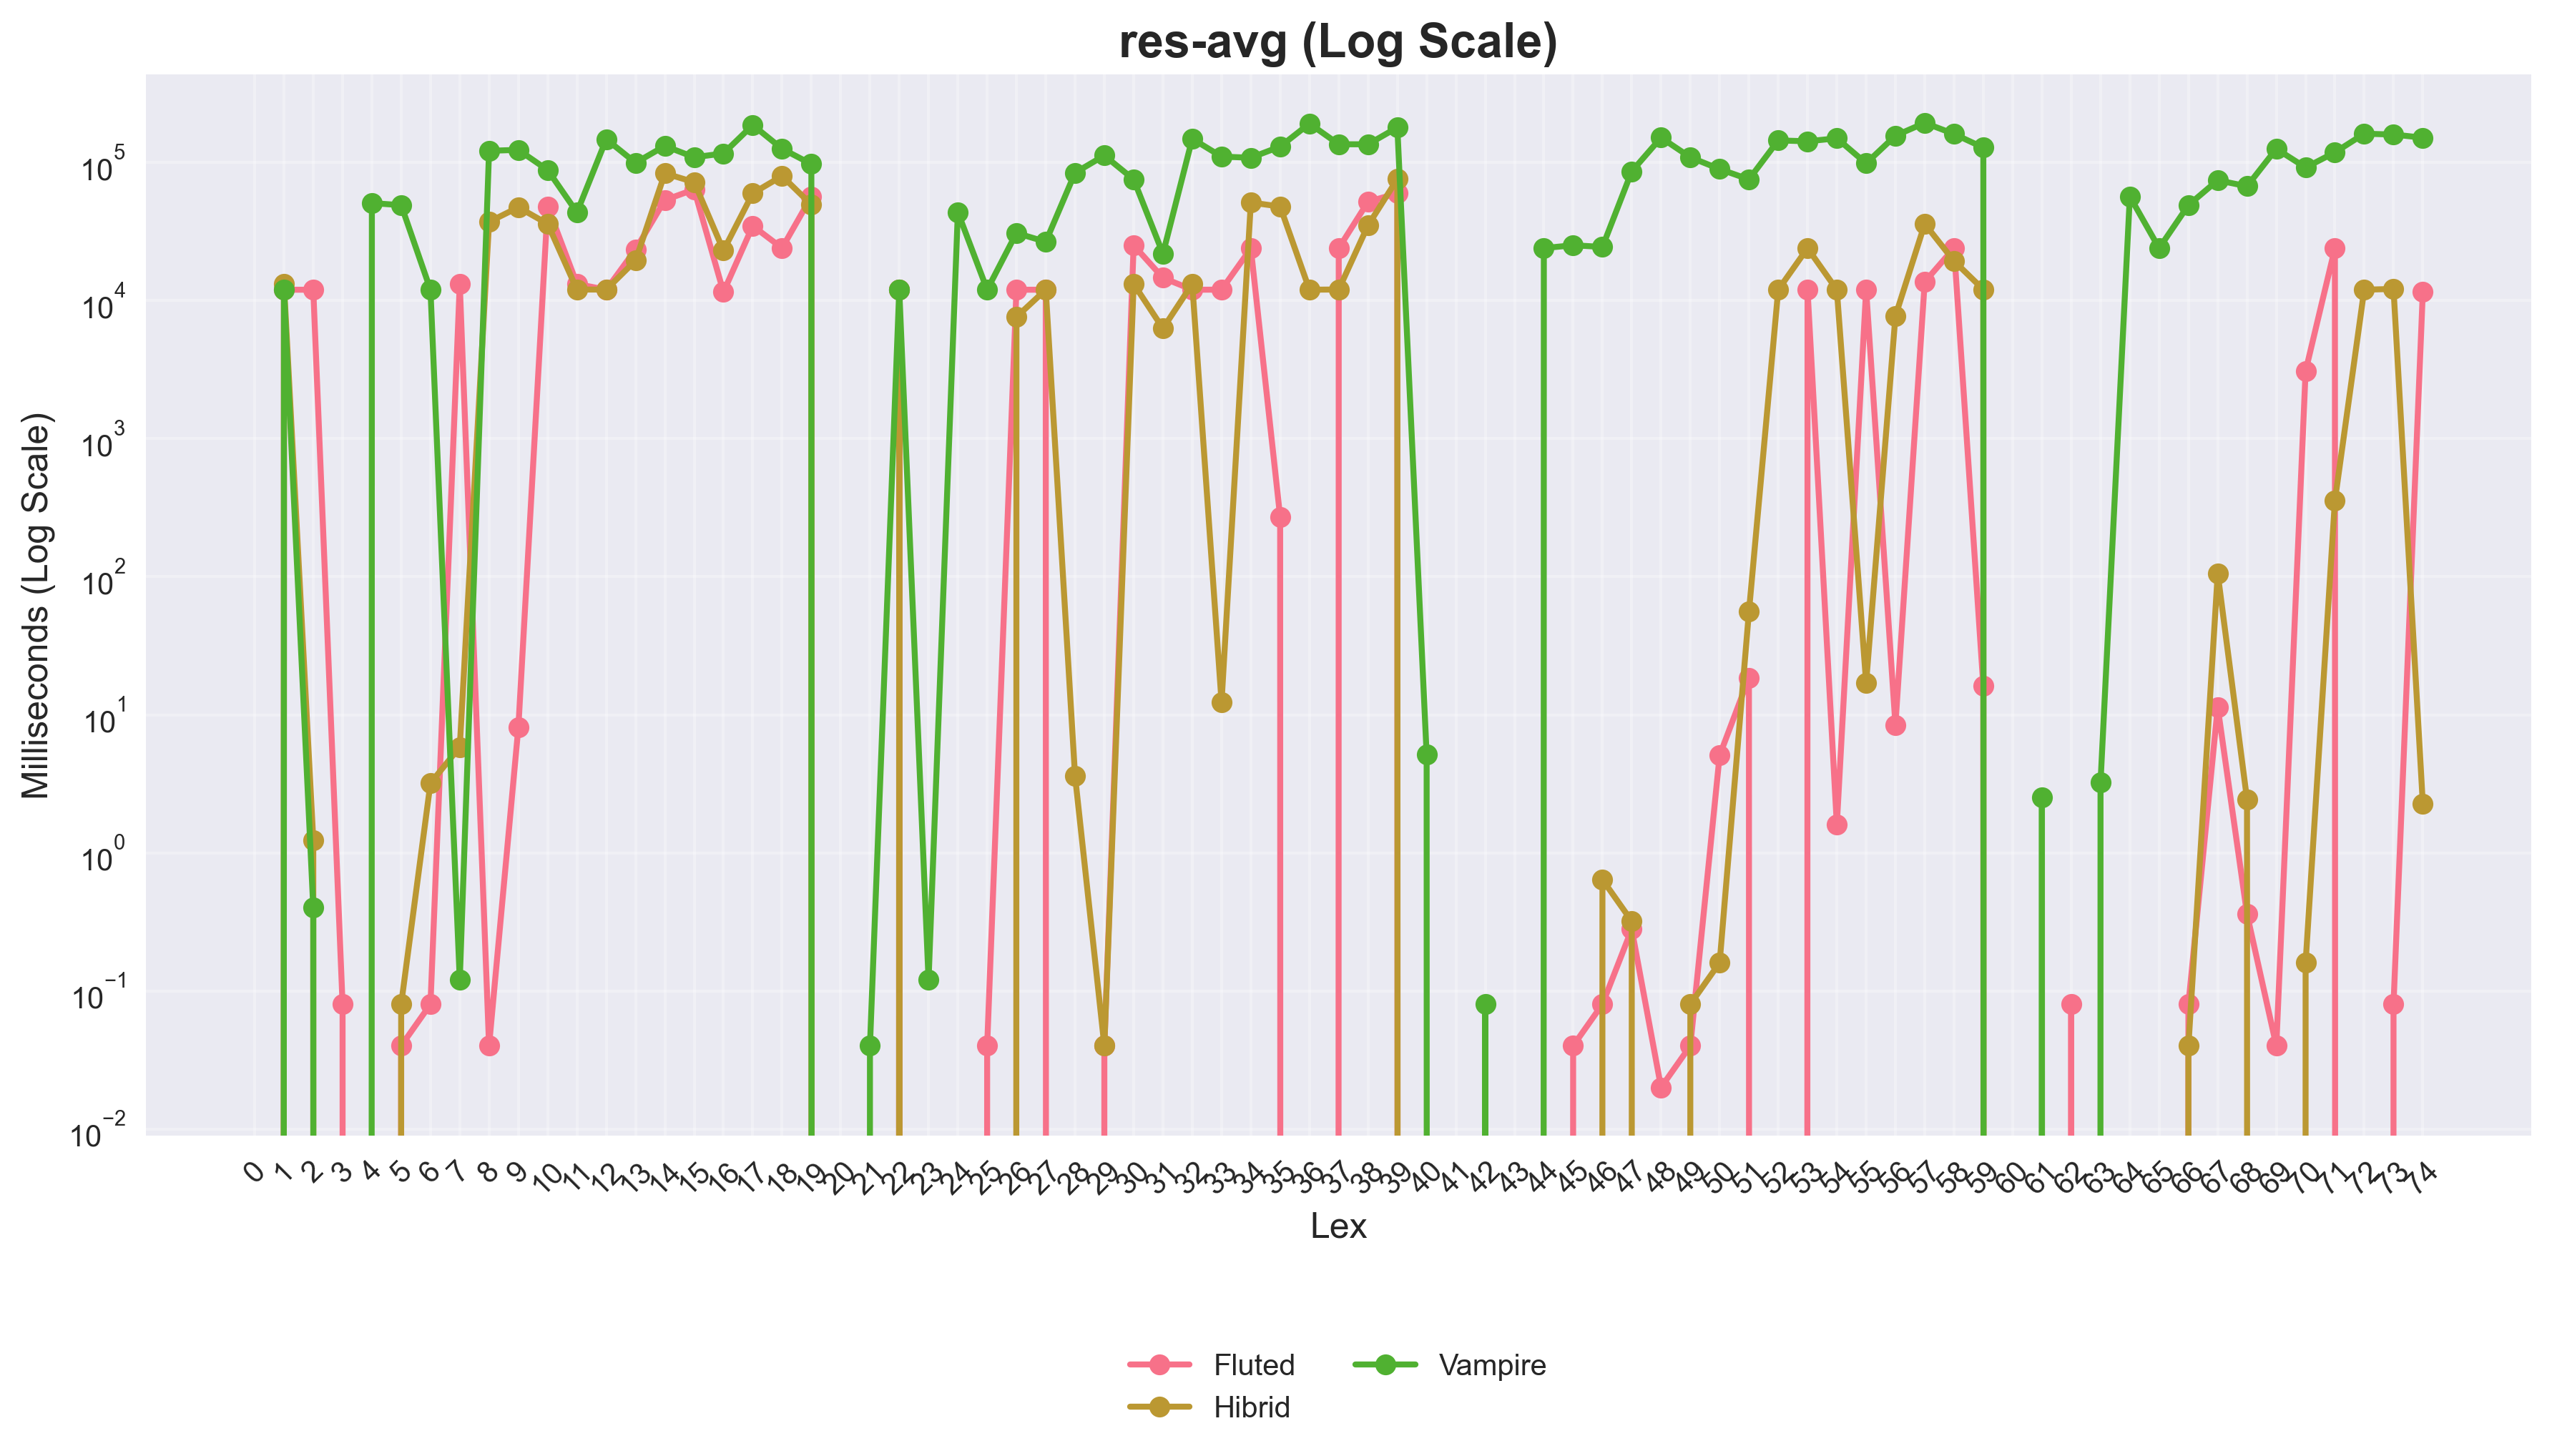 res-avg (Log Scale)
Milliseconds (Log Scale)
10^5
10^4
10^3
10^2
10^1
10^0
10^−1
10^−2
0 1 2 3 4 5 6 7 8 9 10 11 12 13 14 15 16 17 18 19 20 21 22 23 24 25 26 27 28 29 30 31 32 33 34 35 36 37 38 39 40 41 42 43 44 45 46 47 48 49 50 51 52 53 54 55 56 57 58 59 60 61 62 63 64 65 66 67 68 69 70 71 72 73 74
Lex
Fluted Vampire
Hibrid